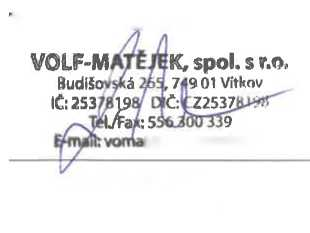 VOLF-MATĚJEK, spol. s r.o.
Budišovská 265, 749 01 Vítkov
IČ: 25378198 DIČ: CZ25378198
Tel./Fax: 556 300 339
E-mail: voma